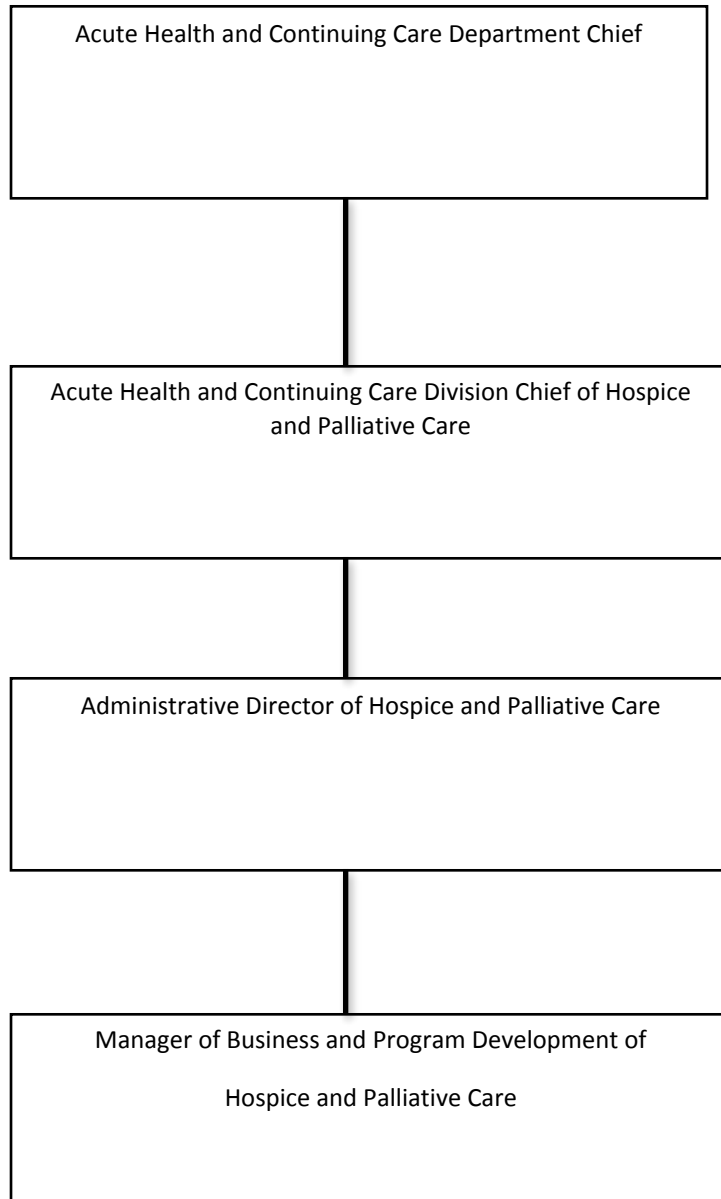 Acute Health and Continuing Care Department Chief
Acute Health and Continuing Care Division Chief of Hospice
and Palliative Care
Administrative Director of Hospice and Palliative Care
Manager of Business and Program Development of
Hospice and Palliative Care